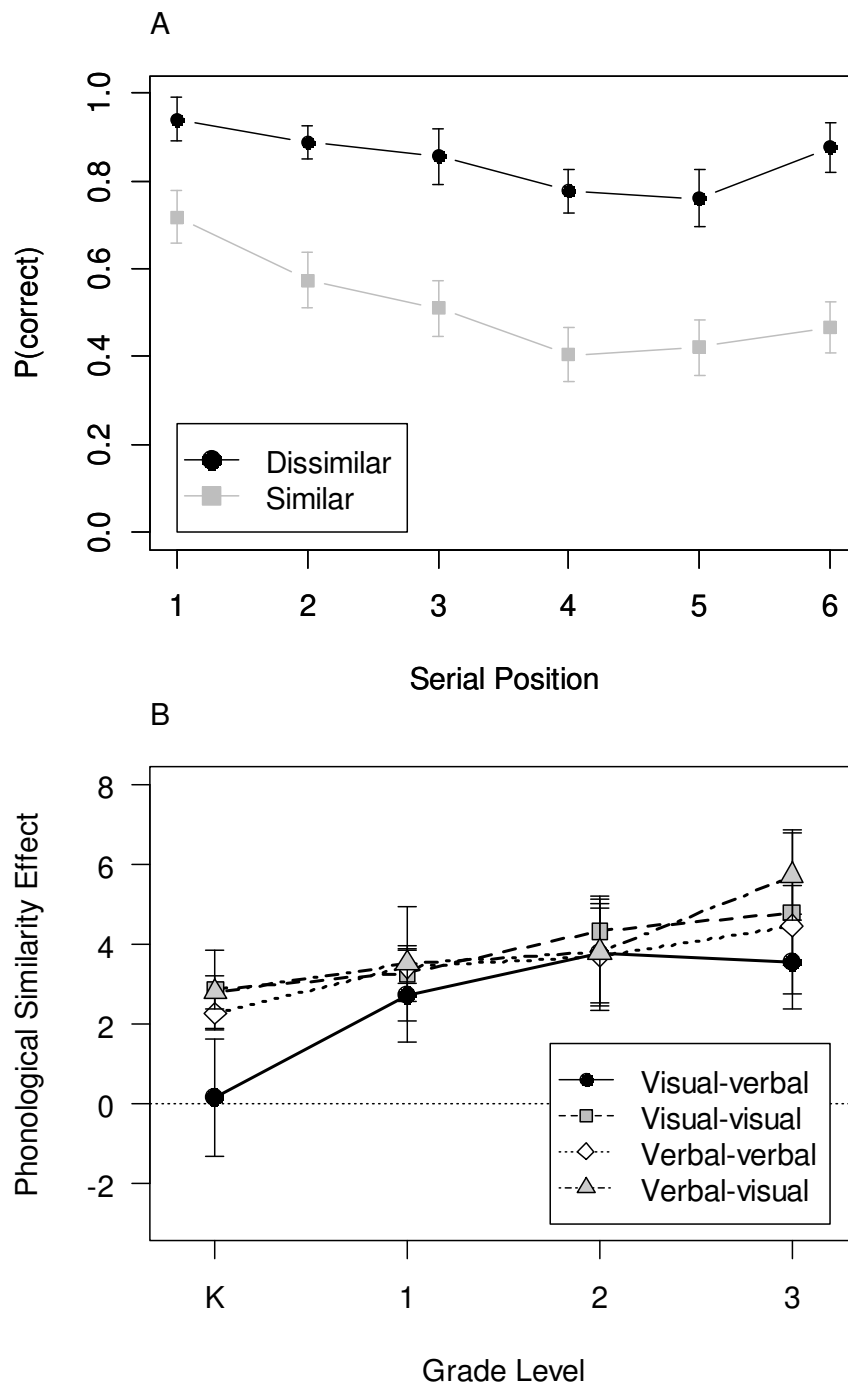 A
P(correct)
1.0
0.8
0.6
0.4
0.2
0.0
Dissimilar
Similar
1 2 3 4 5 6
Serial Position
B
Phonological Similarity Effect
8
6
4
2
0
-2
Visual-verbal
Visual-visual
Verbal-verbal
Verbal-visual
K 1 2 3
Grade Level